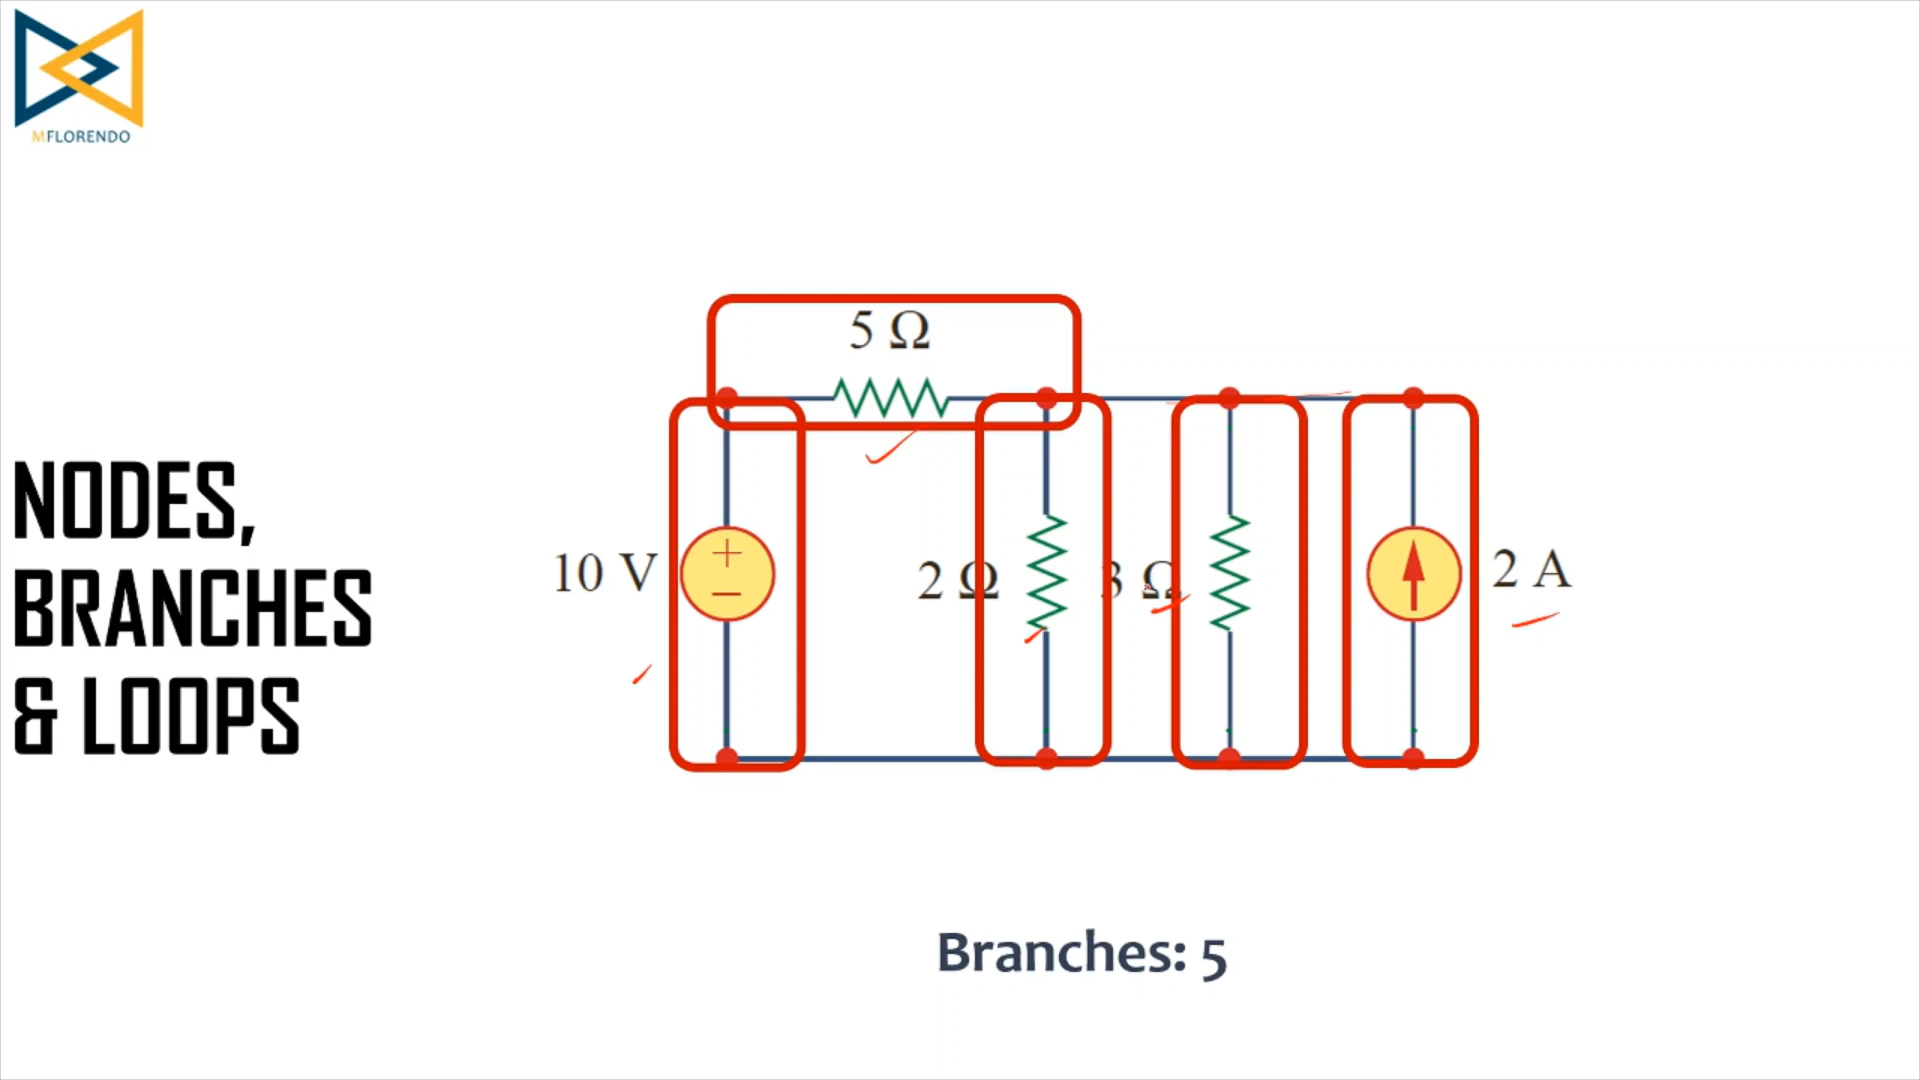 MFLORENDO
NODES,
BRANCHES
& LOOPS
5 Ω
10 V
+
−
2 Ω
3 Ω
2 A
Branches: 5